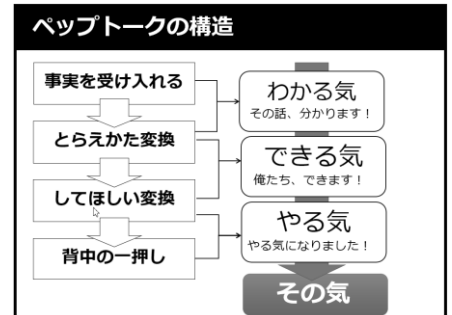 ペップトークの構造
事実を受け入れる
とらえかた変換
してほしい変換
背中の一押し
わかる気
その話、分かります！
できる気
俺たち、できます！
やる気
やる気になりました！
その気